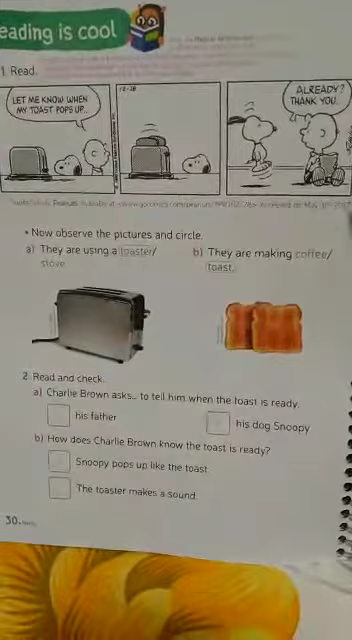 eading is cool
1 Read.
LET ME KNOW WHEN
MY TOAST POPS UP..
ALREADY?
THANK YOU.
• Now observe the pictures and circle.
a) They are using a toaster/
stove.
b) They are making coffee/
toast.
2 Read and check.
a) Charlie Brown asks... to tell him when the toast is ready.
his father
his dog Snoopy
b) How does Charlie Brown know the toast is ready?
Snoopy pops up like the toast.
The toaster makes a sound.
30